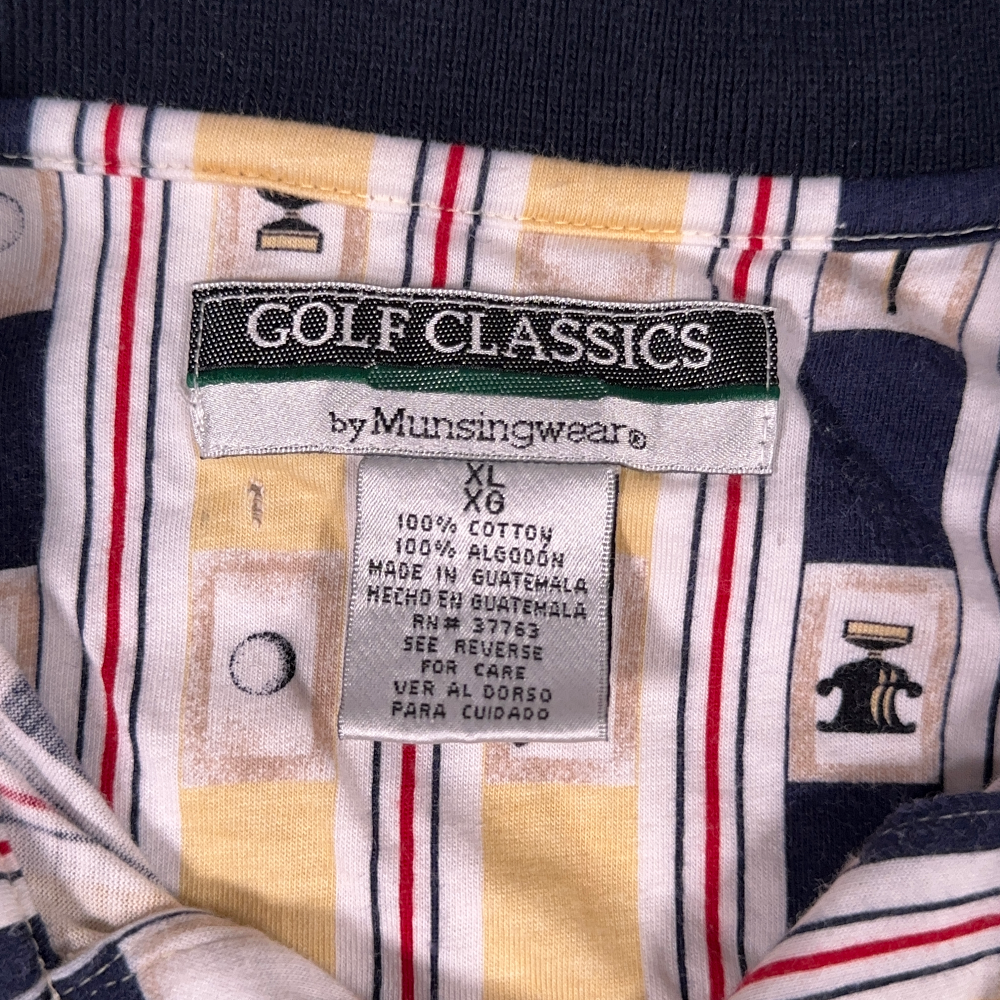 GOLF CLASSICS
by Munsingwear®
XL
XG
100% COTTON
100% ALGODÓN
MADE IN GUATEMALA
HECHO EN GUATEMALA
RN# 37763
SEE REVERSE
FOR CARE
VER AL DORSO
PARA CUIDADO